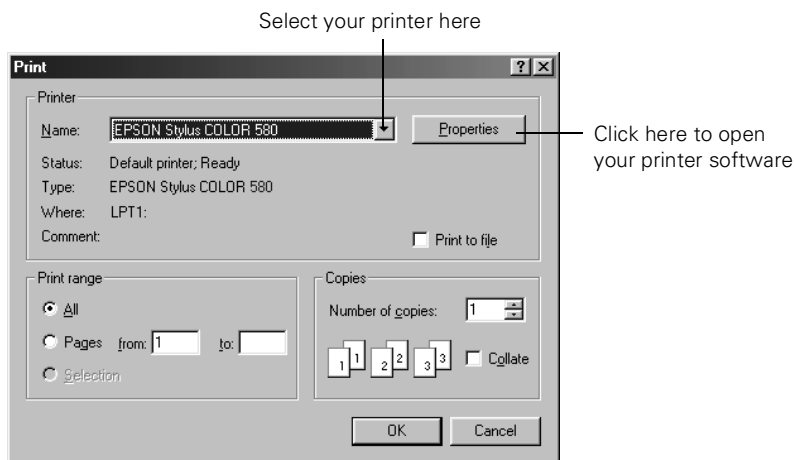 Select your printer here
Print
Printer
Name: EPSON Stylus COLOR 580 Properties
Click here to open
your printer software
Status: Default printer; Ready
Type: EPSON Stylus COLOR 580
Where: LPT1:
Comment: Print to file
Print range
All
Pages from: 1 to:
Selection
Copies
Number of copies: 1
1 1 2 2 3 3 Collate
OK Cancel